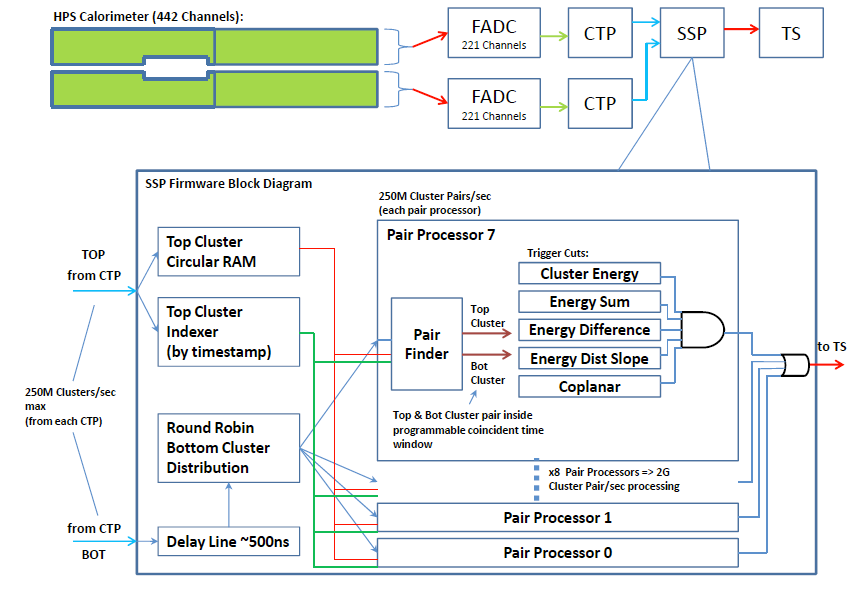 HPS Calorimeter (442 Channels):
FADC
221 Channels
CTP
SSP
TS
FADC
221 Channels
CTP
SSP Firmware Block Diagram
250M Cluster Pairs/sec
(each pair processor)
Pair Processor 7
Top Cluster
Circular RAM
TOP
from CTP
Top Cluster
Indexer
(by timestamp)
Trigger Cuts:
Cluster Energy
Energy Sum
Energy Difference
Energy Dist Slope
Coplanar
Pair
Finder
Top
Cluster
Bot
Cluster
to TS
250M Clusters/sec
max
(from each CTP)
Top & Bot Cluster pair inside
programmable coincident time
window
Round Robin
Bottom Cluster
Distribution
x8 Pair Processors => 2G
Cluster Pair/sec processing
Pair Processor 1
from CTP
BOT
Delay Line ~500ns
Pair Processor 0